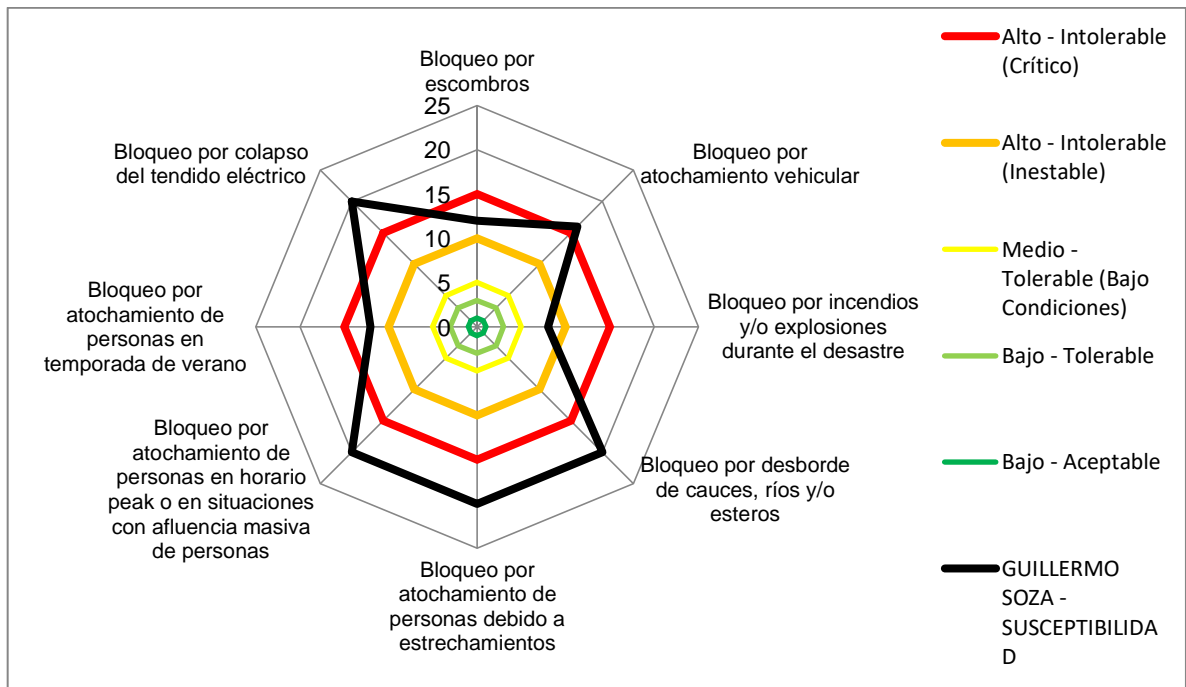 Bloqueo por
escombros
Bloqueo por
atochamiento vehicular
Bloqueo por incendios
y/o explosiones
durante el desastre
Bloqueo por desborde
de cauces, ríos y/o
esteros
Bloqueo por
atochamiento de
personas debido a
estrechamientos
Bloqueo por
atochamiento de
personas en horario
peak o en situaciones
con afluencia masiva
de personas
Bloqueo por
atochamiento de
personas en
temporada de verano
Bloqueo por colapso
del tendido eléctrico
25
20
15
10
5
0
Alto - Intolerable
(Crítico)
Alto - Intolerable
(Inestable)
Medio -
Tolerable (Bajo
Condiciones)
Bajo - Tolerable
Bajo - Aceptable
GUILLERMO
SOZA -
SUSCEPTIBILIDA
D